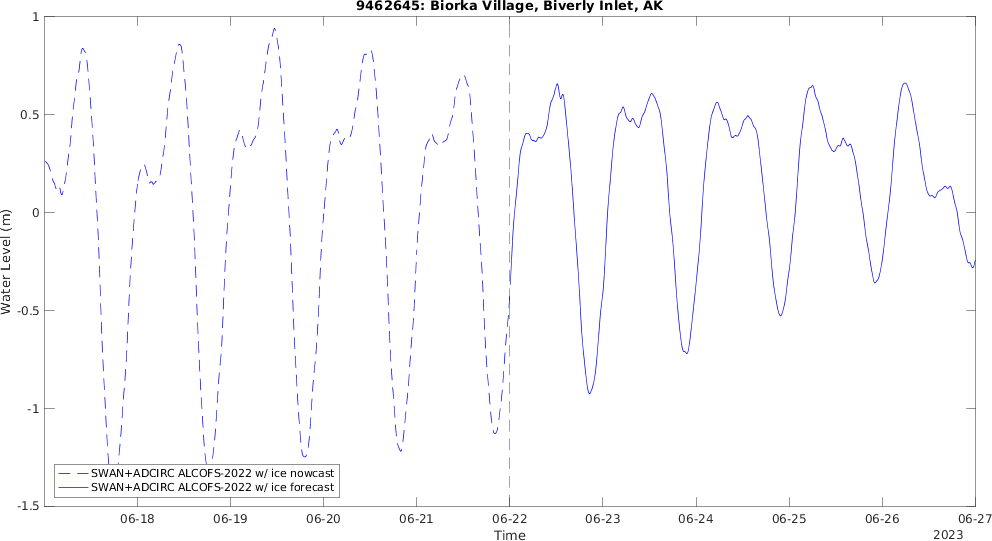 9462645: Biorka Village, Biverly Inlet, AK
1
0.5
0
-0.5
-1
-1.5
Water Level (m)
SWAN+ADCIRC ALCOFS-2022 w/ ice nowcast
SWAN+ADCIRC ALCOFS-2022 w/ ice forecast
06-18 06-19 06-20 06-21 06-22 06-23 06-24 06-25 06-26 06-27
Time
2023